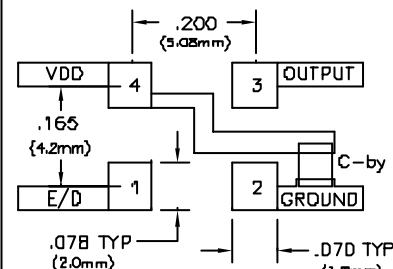 .200
(5.08mm)
VDD 4 3 OUTPUT
.165
(4.2mm)
C-by
E/D 1 2 GROUND
.078 TYP
(2.0mm)
.070 TYP